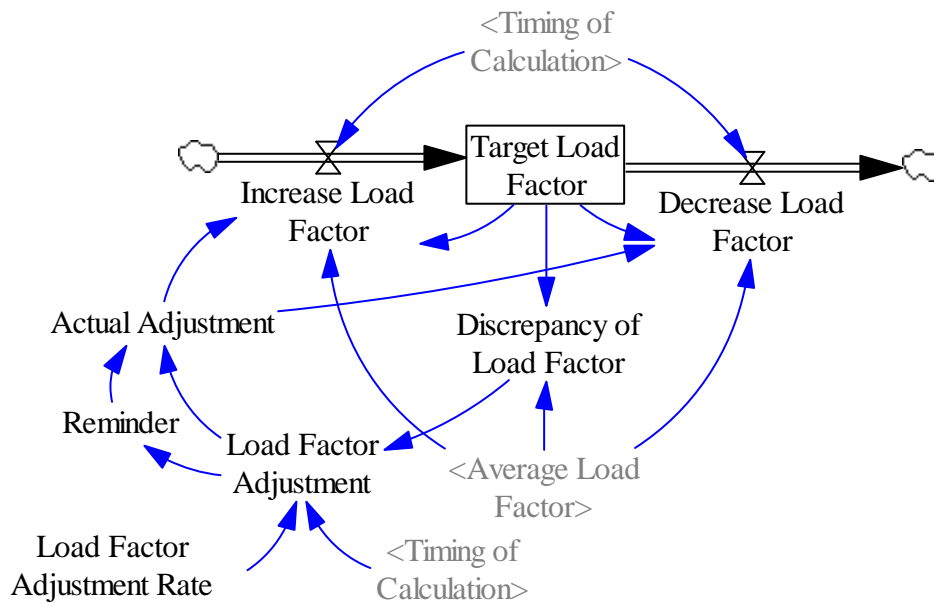 <Timing of
Calculation>
Target Load
Factor
Increase Load
Factor
Decrease Load
Factor
Actual Adjustment
Discrepancy of
Load Factor
Reminder
Load Factor
Adjustment
<Average Load
Factor>
Load Factor
Adjustment Rate
<Timing of
Calculation>